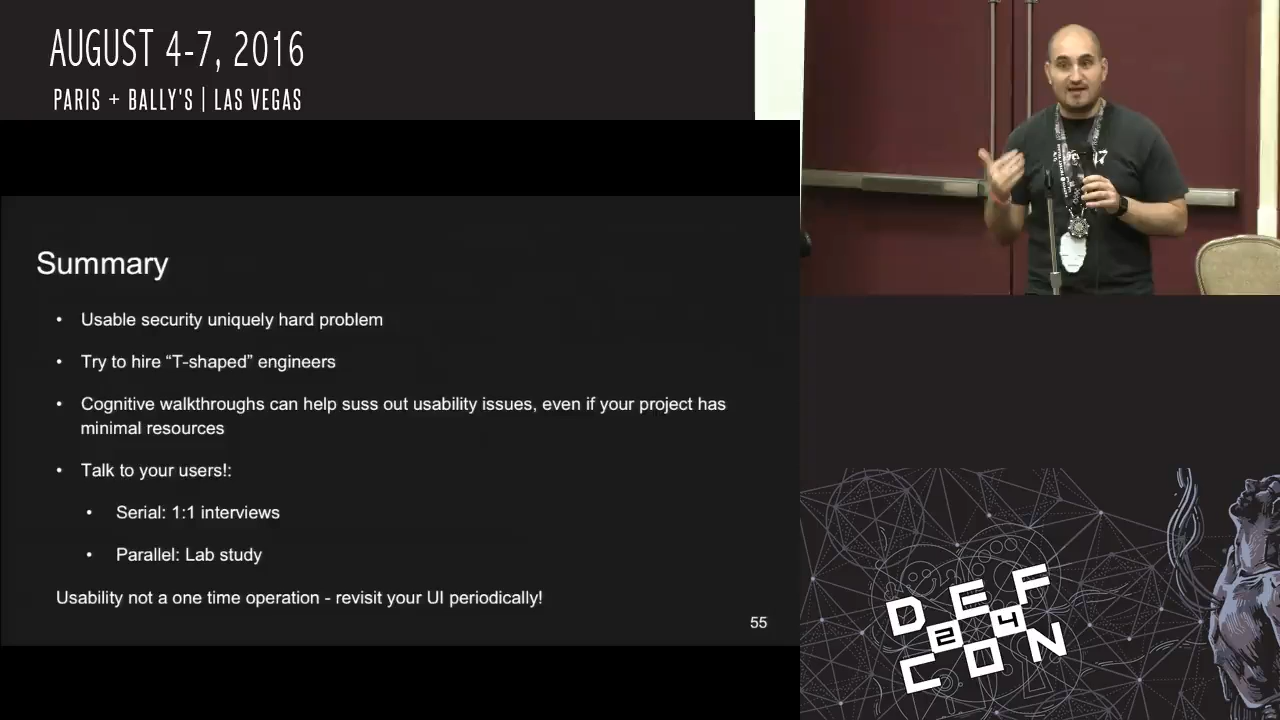 AUGUST 4-7, 2016
PARIS + BALLY'S | LAS VEGAS
Summary
• Usable security uniquely hard problem
• Try to hire “T-shaped” engineers
• Cognitive walkthroughs can help suss out usability issues, even if your project has
minimal resources
• Talk to your users!:
• Serial: 1:1 interviews
• Parallel: Lab study
Usability not a one time operation - revisit your UI periodically!
55
DEF
24
CON